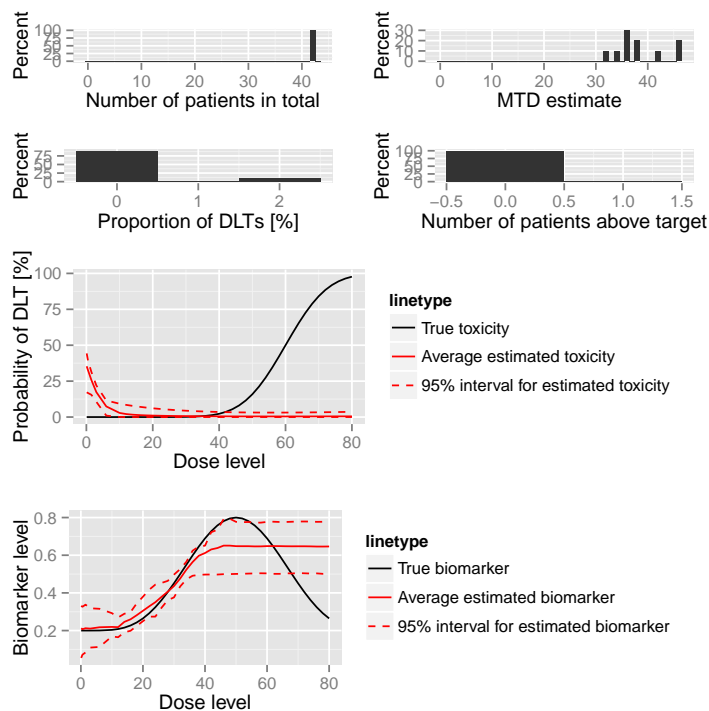 Percent
100
75
50
25
0
0 10 20 30 40
Number of patients in total
Percent
30
20
10
0
0 10 20 30 40
MTD estimate
Percent
75
50
25
0
0 1 2
Proportion of DLTs [%]
Percent
100
75
50
25
0
−0.5 0.0 0.5 1.0 1.5
Number of patients above target
Probability of DLT [%]
100
75
50
25
0
0 20 40 60 80
Dose level
linetype
True toxicity
Average estimated toxicity
95% interval for estimated toxicity
Biomarker level
0.8
0.6
0.4
0.2
0 20 40 60 80
Dose level
linetype
True biomarker
Average estimated biomarker
95% interval for estimated biomarker